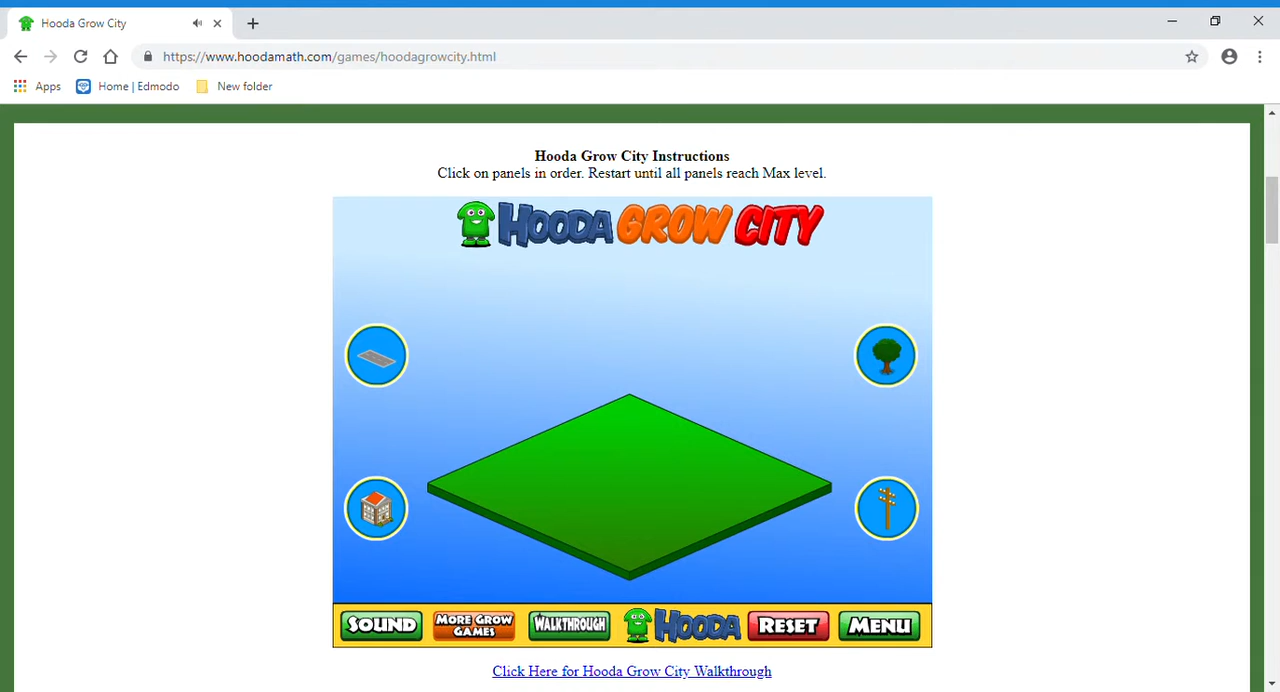 Hooda Grow City
https://www.hoodamath.com/games/hoodagrowcity.html
Apps Home | Edmodo New folder
Hooda Grow City Instructions
Click on panels in order. Restart until all panels reach Max level.
HOODA GROW CITY
SOUND MORE GROW GAMES WALKTHROUGH HOODA RESET MENU
Click Here for Hooda Grow City Walkthrough